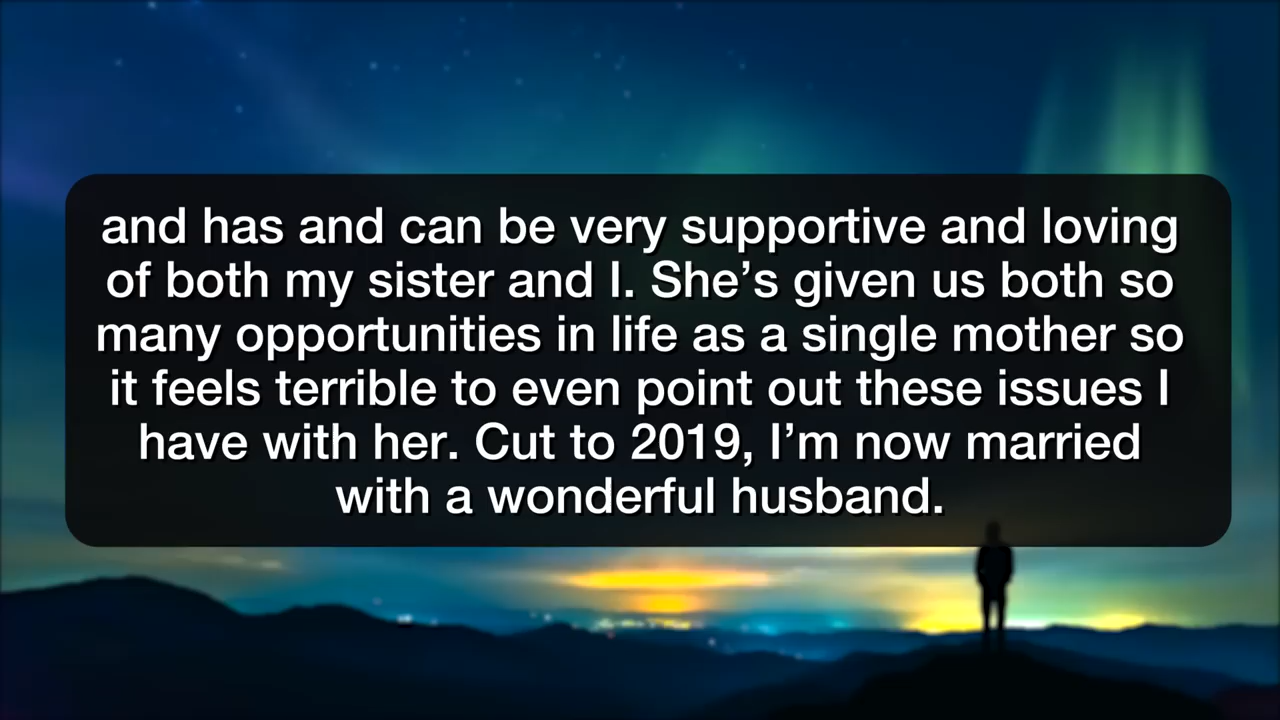 and has and can be very supportive and loving
of both my sister and I. She’s given us both so
many opportunities in life as a single mother so
it feels terrible to even point out these issues I
have with her. Cut to 2019, I’m now married
with a wonderful husband.